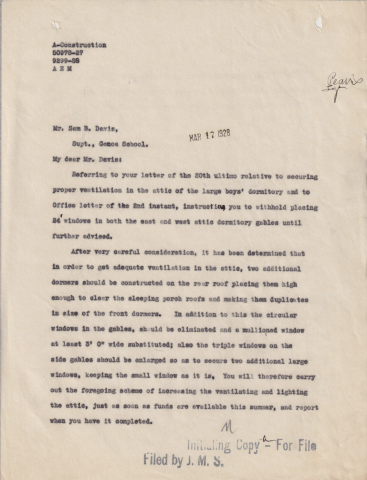 A-Construction
50978-27
9299-28
A E M
Mr. Sam B. Davis,
MAR 17 1928
Supt., Genoa School.
My dear Mr. Davis:
Referring to your letter of the 20th ultimo relative to securing
proper ventilation in the attic of the large boys' dormitory and to
Office letter of the 2nd instant, instructing you to withhold placing
24 windows in both the east and west attic dormitory gables until
further advised.
After very careful consideration, it has been determined that
in order to get adequate ventilation in the attic, two additional
dormers should be constructed on the rear roof placing them high
enough to clear the sleeping porch roofs and making them duplicates
in size of the front dormers. In addition to this the circular
windows in the gables, should be eliminated and a mullioned window
at least 3' 0" wide substituted; also the triple windows on the
side gables should be enlarged so as to secure two additional large
windows, keeping the small window as it is. You will therefore carry
out the foregoing scheme of increasing the ventilating and lighting
the attic, just as soon as funds are available this summer, and report
when you have it completed.
Initialing Copy - For File
Filed by J. M. S.